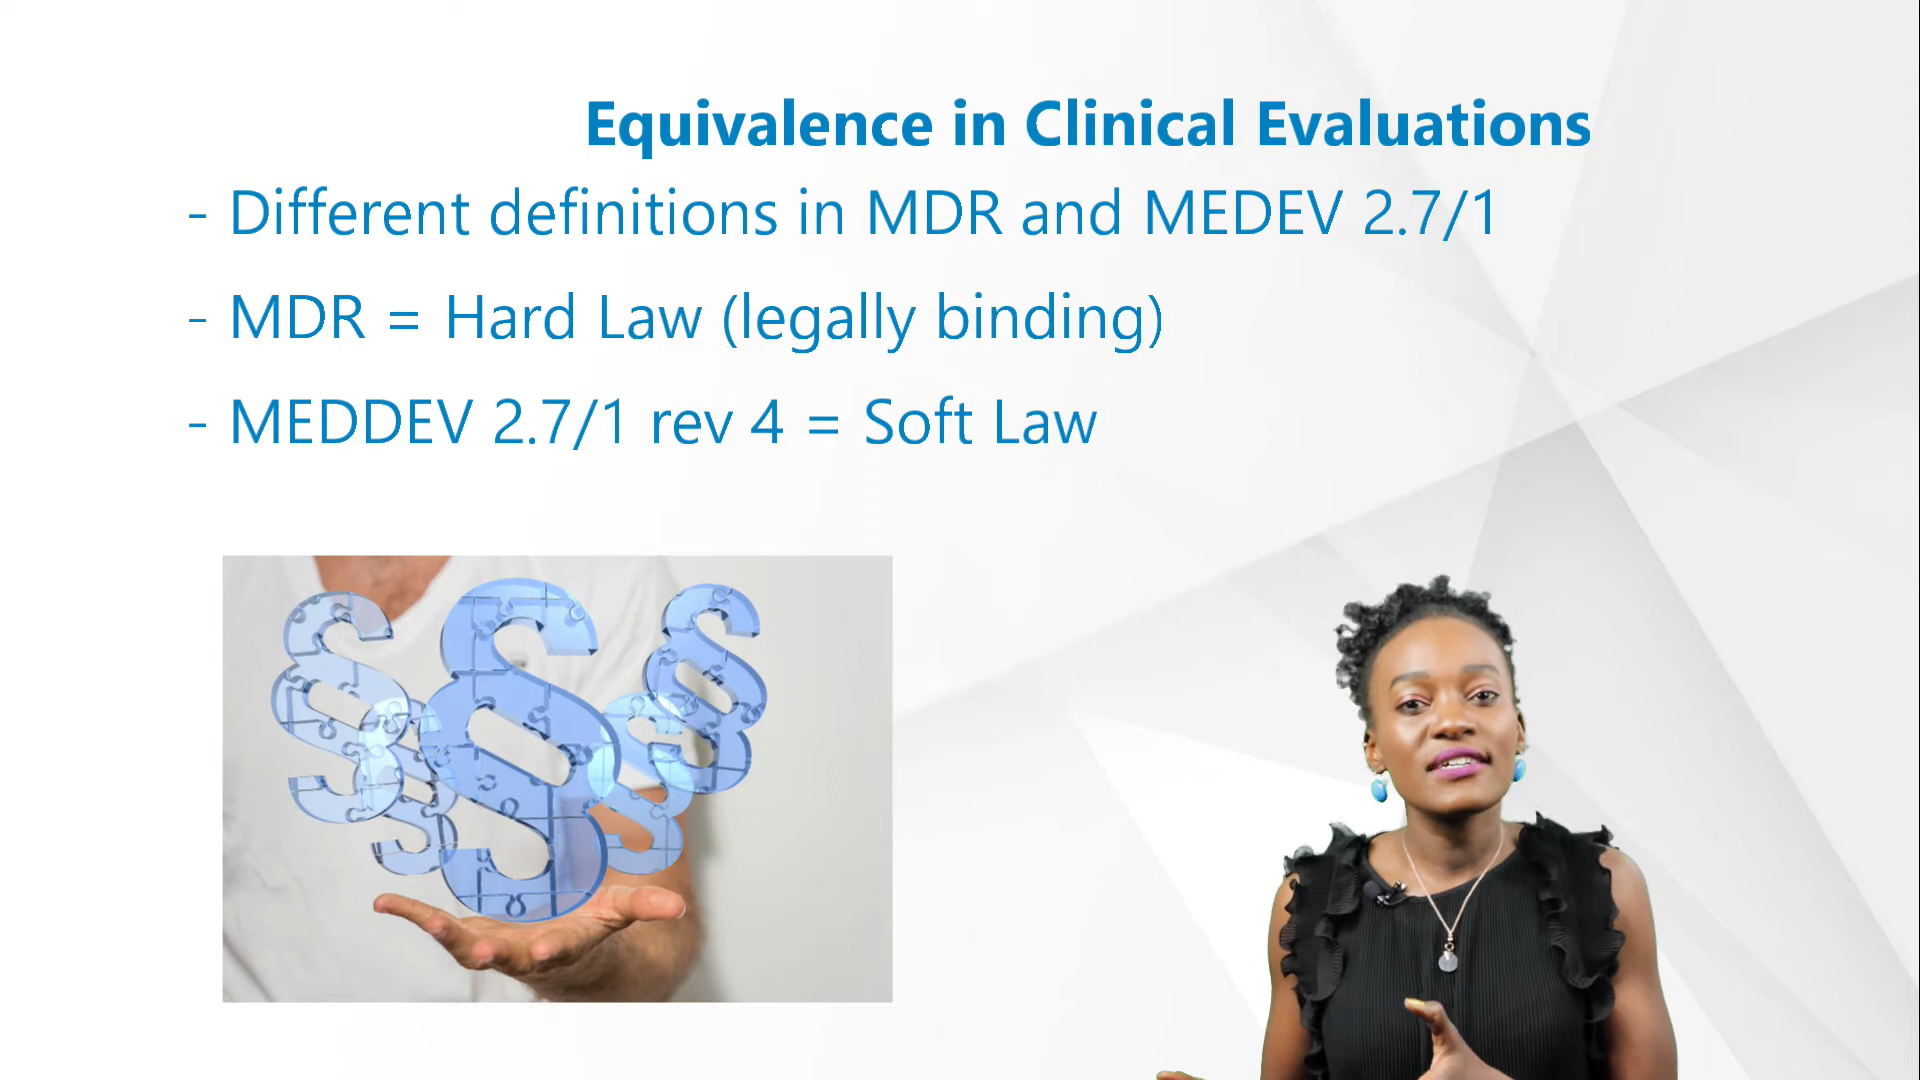 Equivalence in Clinical Evaluations
- Different definitions in MDR and MEDEV 2.7/1
- MDR = Hard Law (legally binding)
- MEDDEV 2.7/1 rev 4 = Soft Law